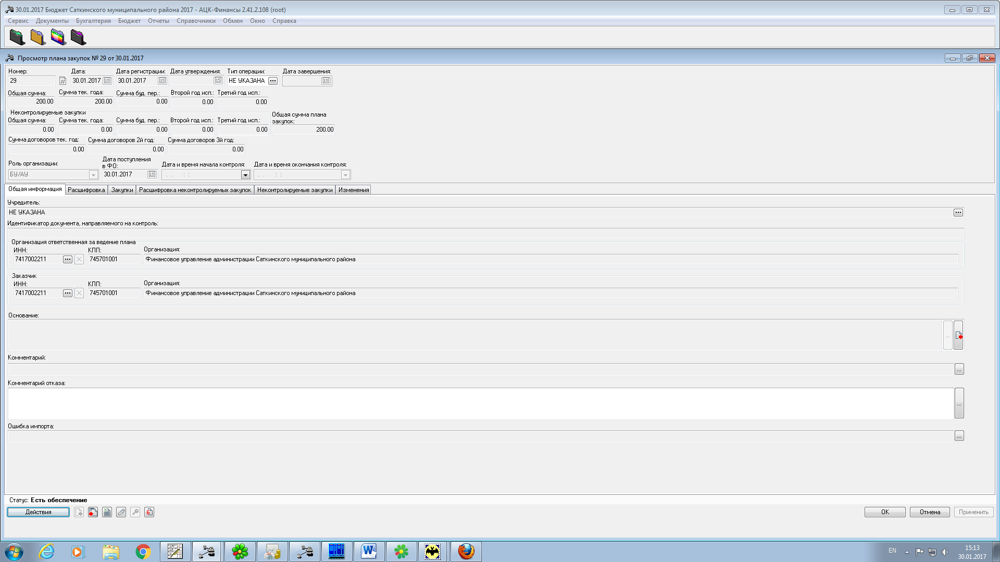 30.01.2017 Бюджет Саткинского муниципального района 2017 - АЦК-Финансы 2.41.2.108 (root)
Сервис Документы Бухгалтерия Бюджет Отчеты Справочники Обмен Окно Справка
Просмотр плана закупок № 29 от 30.01.2017
Номер: Дата: Дата регистрации: Дата утверждения: Тип операции: Дата завершения:
29 30.01.2017 15 30.01.2017 15 15 НЕ УКАЗАНА ... 15
Общая сумма: Сумма тек. года: Сумма буд. пер.: Второй год исп.: Третий год исп.:
200.00 200.00 0.00 0.00 0.00
Неконтролируемые закупки
Общая сумма: Сумма тек. года: Сумма буд. пер.: Второй год исп.: Третий год исп.: Общая сумма плана закупок:
0.00 0.00 0.00 0.00 0.00 200.00
Сумма договоров тек. год: Сумма договоров 2й год: Сумма договоров 3й год:
0.00 0.00 0.00
Роль организации: Дата поступления в ФО: Дата и время начала контроля: Дата и время окончания контроля:
БУ/АУ 30.01.2017 15 . . : : . . : :
Общая информация Расшифровка Закупки Расшифровка неконтролируемых закупок Неконтролируемые закупки Изменения
Учредитель:
НЕ УКАЗАНА ...
Идентификатор документа, направляемого на контроль:
Организация ответственная за ведение плана
ИНН: КПП: Организация:
7417002211 ... 745701001 Финансовое управление администрации Саткинского муниципального района
Заказчик
ИНН: КПП: Организация:
7417002211 ... 745701001 Финансовое управление администрации Саткинского муниципального района
Основание:
...
Комментарий:
...
Комментарий отказа:
...
Ошибка импорта:
...
Статус: Есть обеспечение
Действия OK Отмена Применить
EN 15:13
30.01.2017